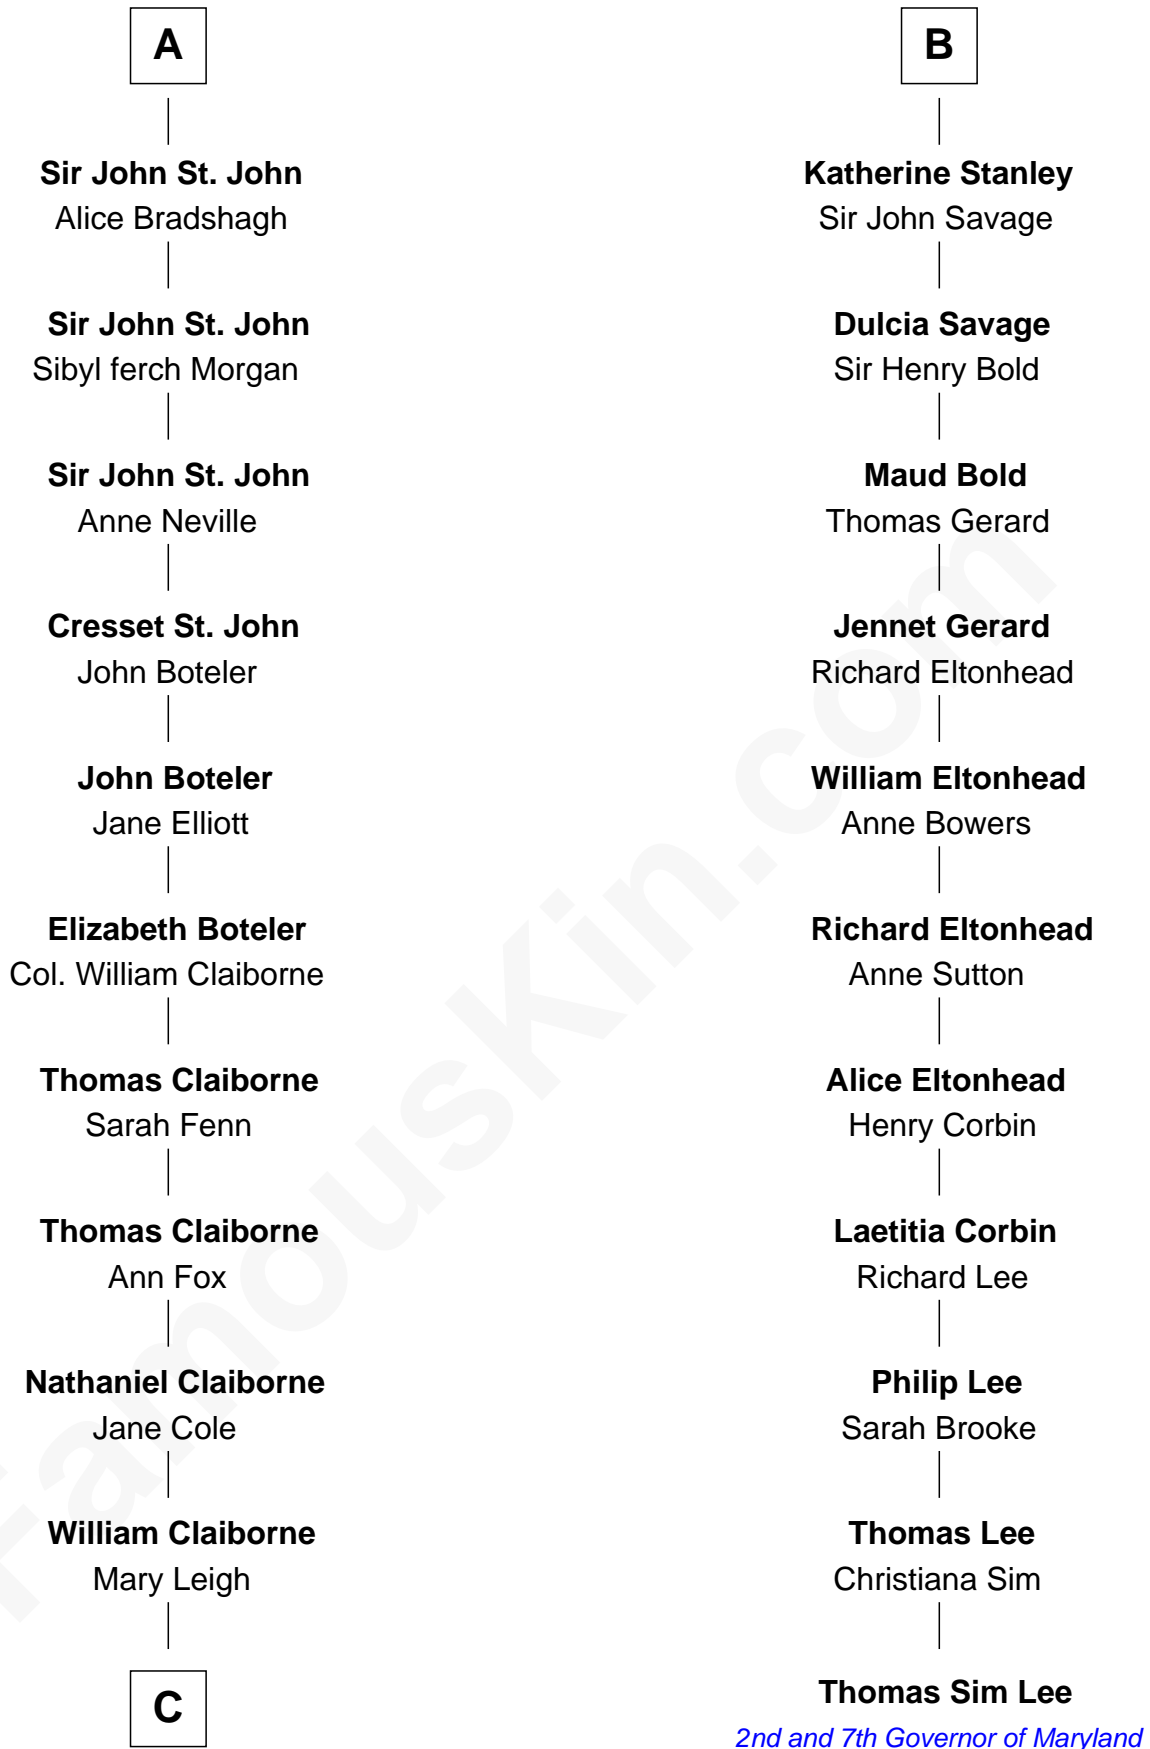 A
Sir John St. John
Alice Bradshagh
Sir John St. John
Sibyl ferch Morgan
Sir John St. John
Anne Neville
Cresset St. John
John Boteler
John Boteler
Jane Elliott
Elizabeth Boteler
Col. William Claiborne
Thomas Claiborne
Sarah Fenn
Thomas Claiborne
Ann Fox
Nathaniel Claiborne
Jane Cole
William Claiborne
Mary Leigh
C
B
Katherine Stanley
Sir John Savage
Dulcia Savage
Sir Henry Bold
Maud Bold
Thomas Gerard
Jennet Gerard
Richard Eltonhead
William Eltonhead
Anne Bowers
Richard Eltonhead
Anne Sutton
Alice Eltonhead
Henry Corbin
Laetitia Corbin
Richard Lee
Philip Lee
Sarah Brooke
Thomas Lee
Christiana Sim
Thomas Sim Lee
2nd and 7th Governor of Maryland
FamousKin.com